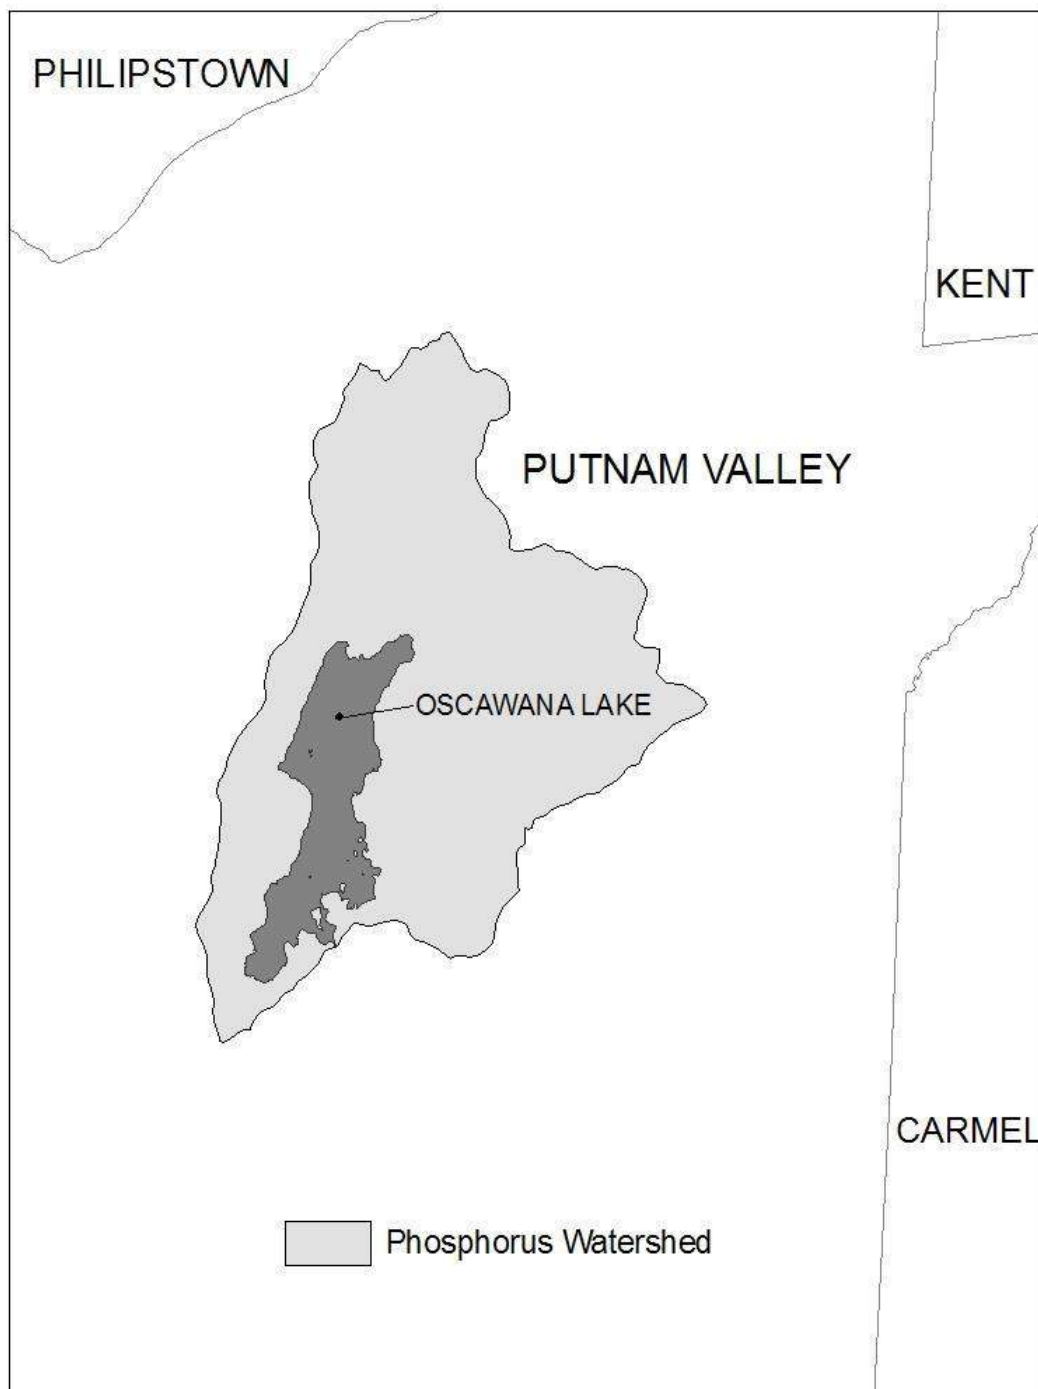 PHILIPSTOWN
KENT
PUTNAM VALLEY
OSCAWANA LAKE
CARMEL
Phosphorus Watershed